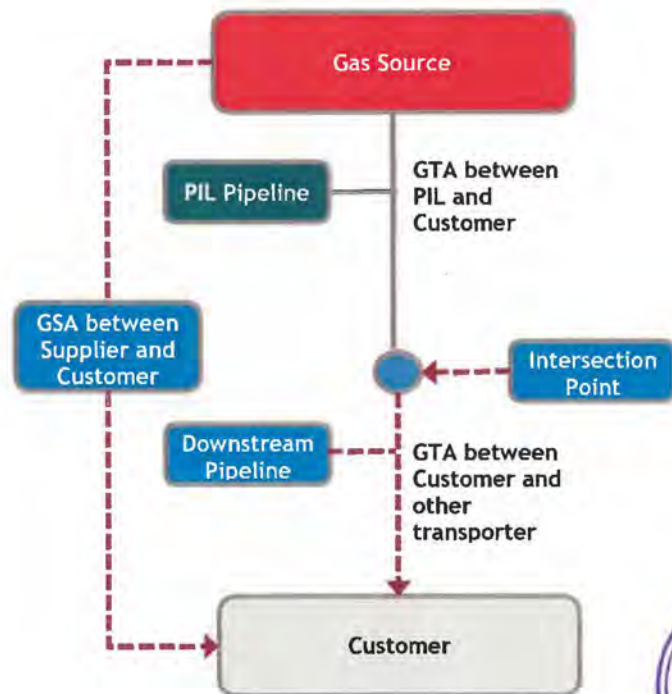 Gas Source
GTA between
PIL and
Customer
PIL Pipeline
GSA between
Supplier and
Customer
Intersection
Point
Downstream
Pipeline
GTA between
Customer and
other
transporter
Customer